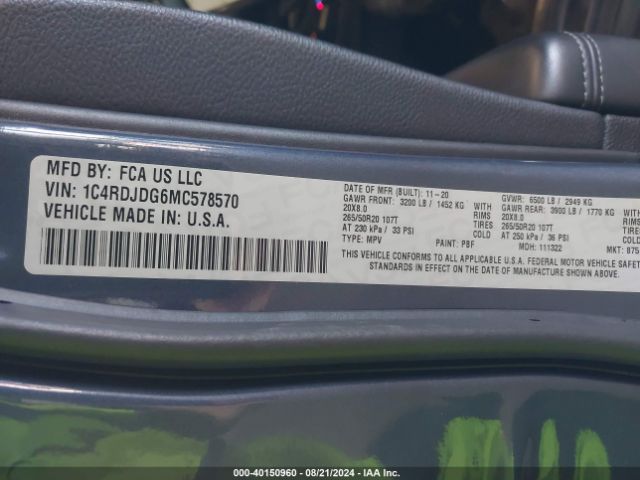 MFD BY: FCA US LLC
VIN: 1C4RDJDG6MC578570
VEHICLE MADE IN U.S.A.
DATE OF MFR (BUILT): 11-20 GVWR: 6500 LB / 2949 KG
GAWR FRONT: 3200 LB / 1452 KG WITH GAWR REAR: 3900 LB / 1770 KG WITH
20X8.0 RIMS 20X8.0 RIMS
265/50R20 107T TIRES 265/50R20 107T TIRES
AT 230 kPa / 33 PSI COLD AT 250 kPa / 36 PSI COLD
TYPE: MPV PAINT: PBF MDH: 111322 MKT: 875
THIS VEHICLE CONFORMS TO ALL APPLICABLE U.S.A. FEDERAL MOTOR VEHICLE SAFET
STANDARDS IN EFFECT ON THE DATE OF MANUFACTURE SHOWN ABOVE.
000-40150960 - 08/21/2024 - IAA Inc.